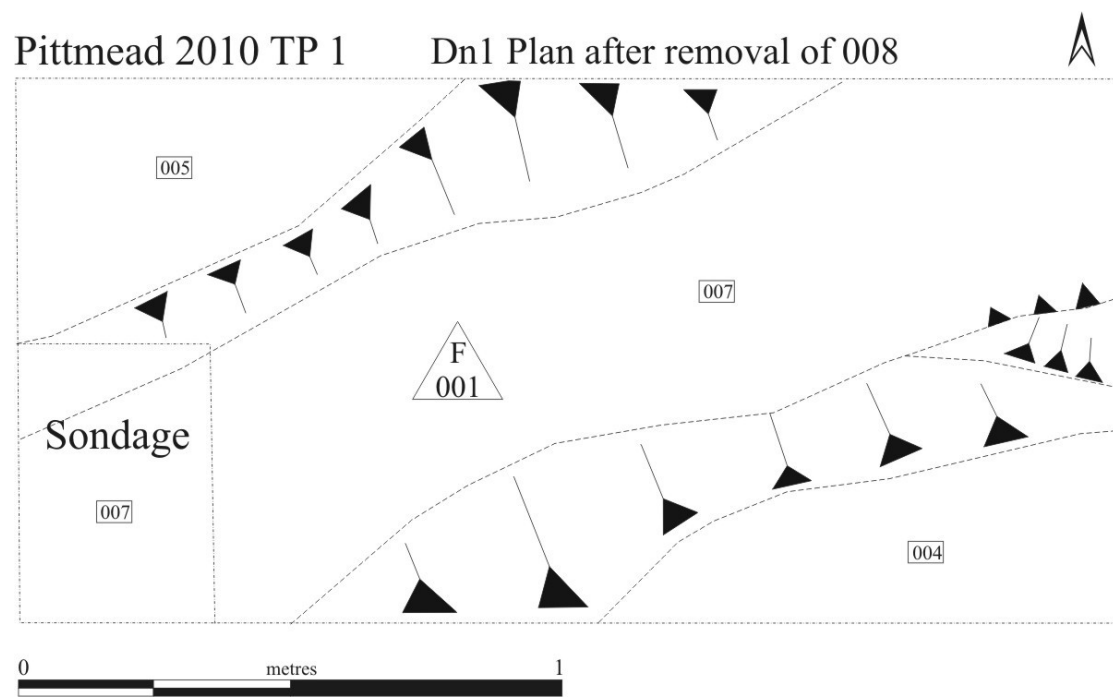 Pittmead 2010 TP 1
Dn1 Plan after removal of 008
005
007
F
001
Sondage
007
004
0
metres
1